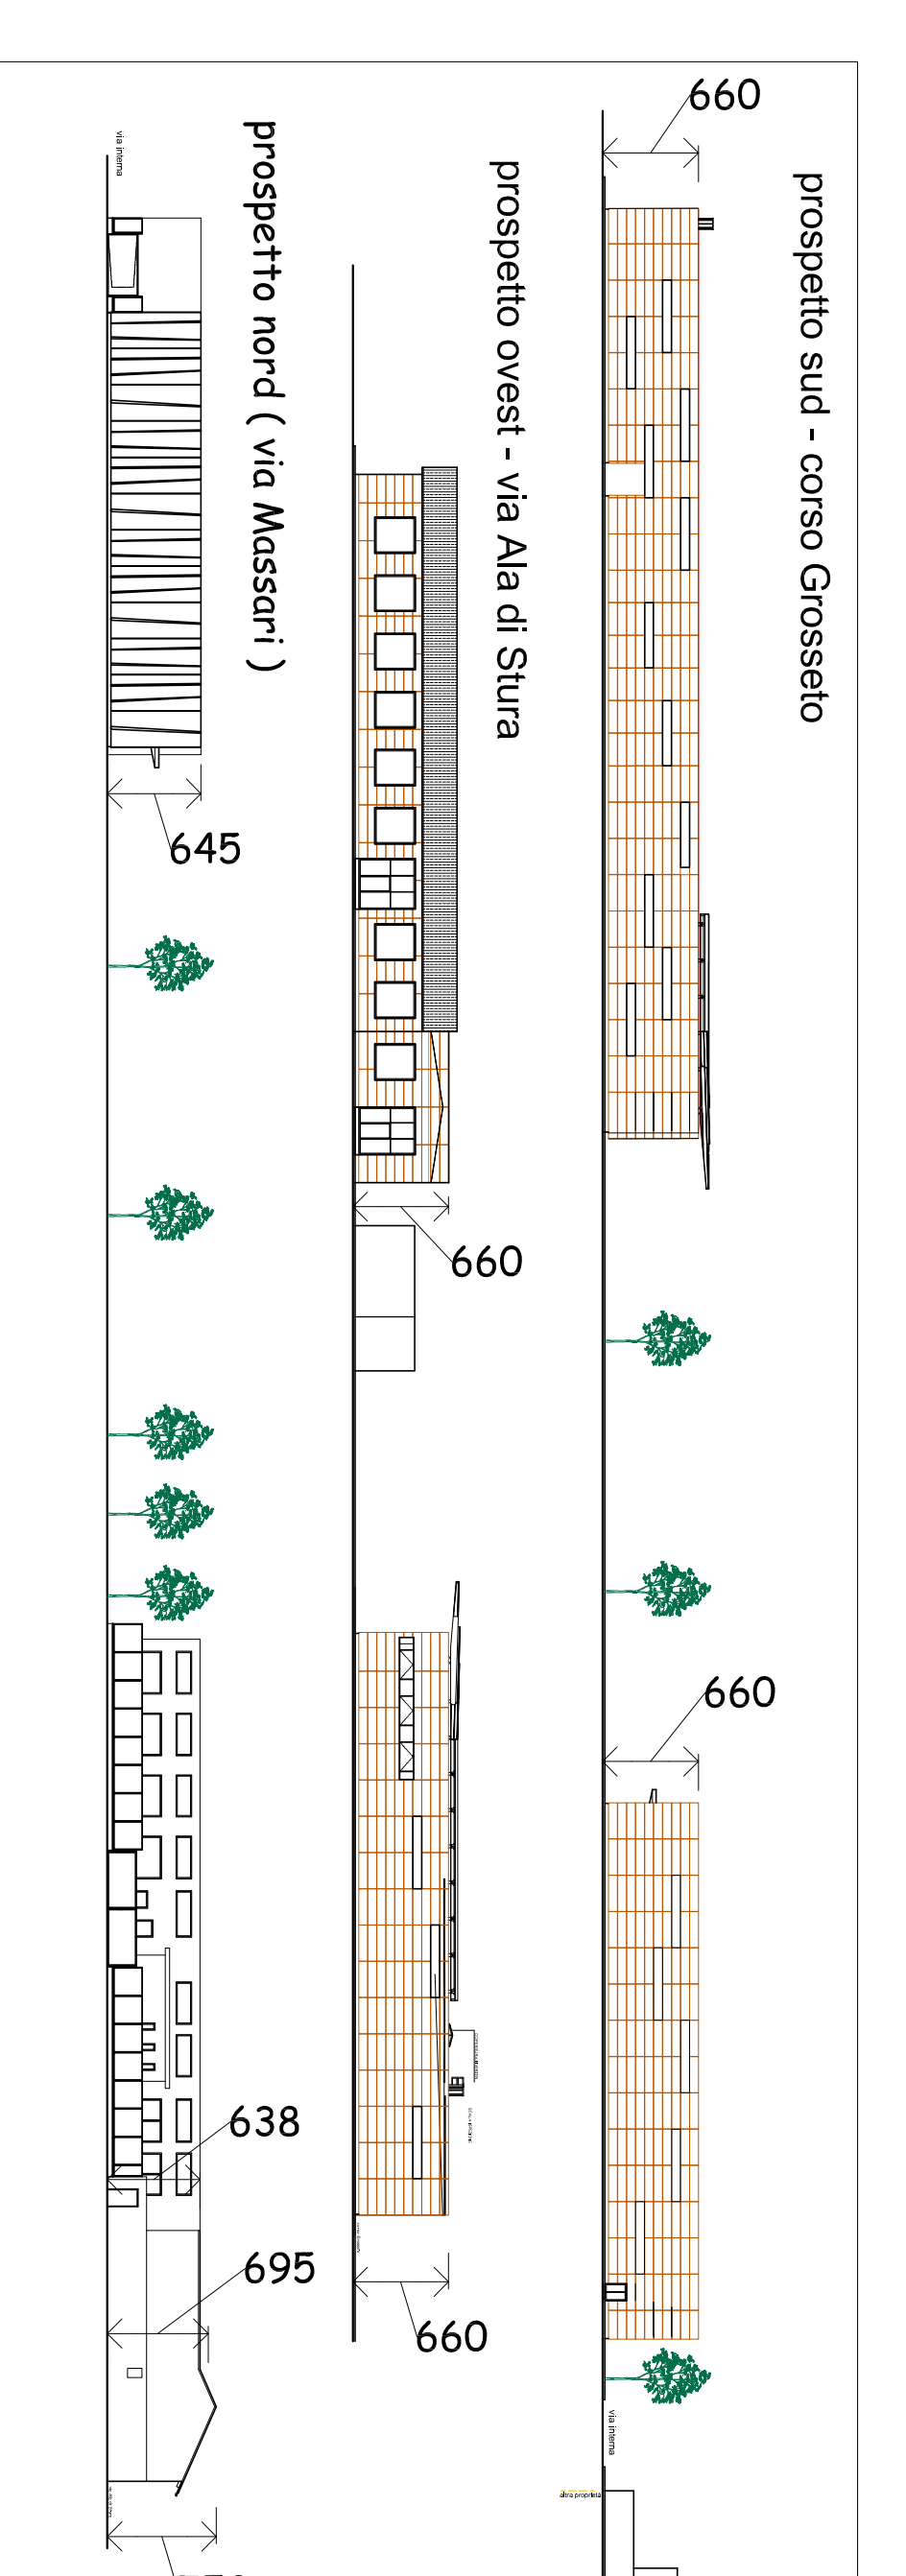 660
prospetto sud - corso Grosseto
660
via interna
altra proprietà
prospetto ovest - via Ala di Stura
660
660
via interna
prospetto nord ( via Massari )
645
638
695